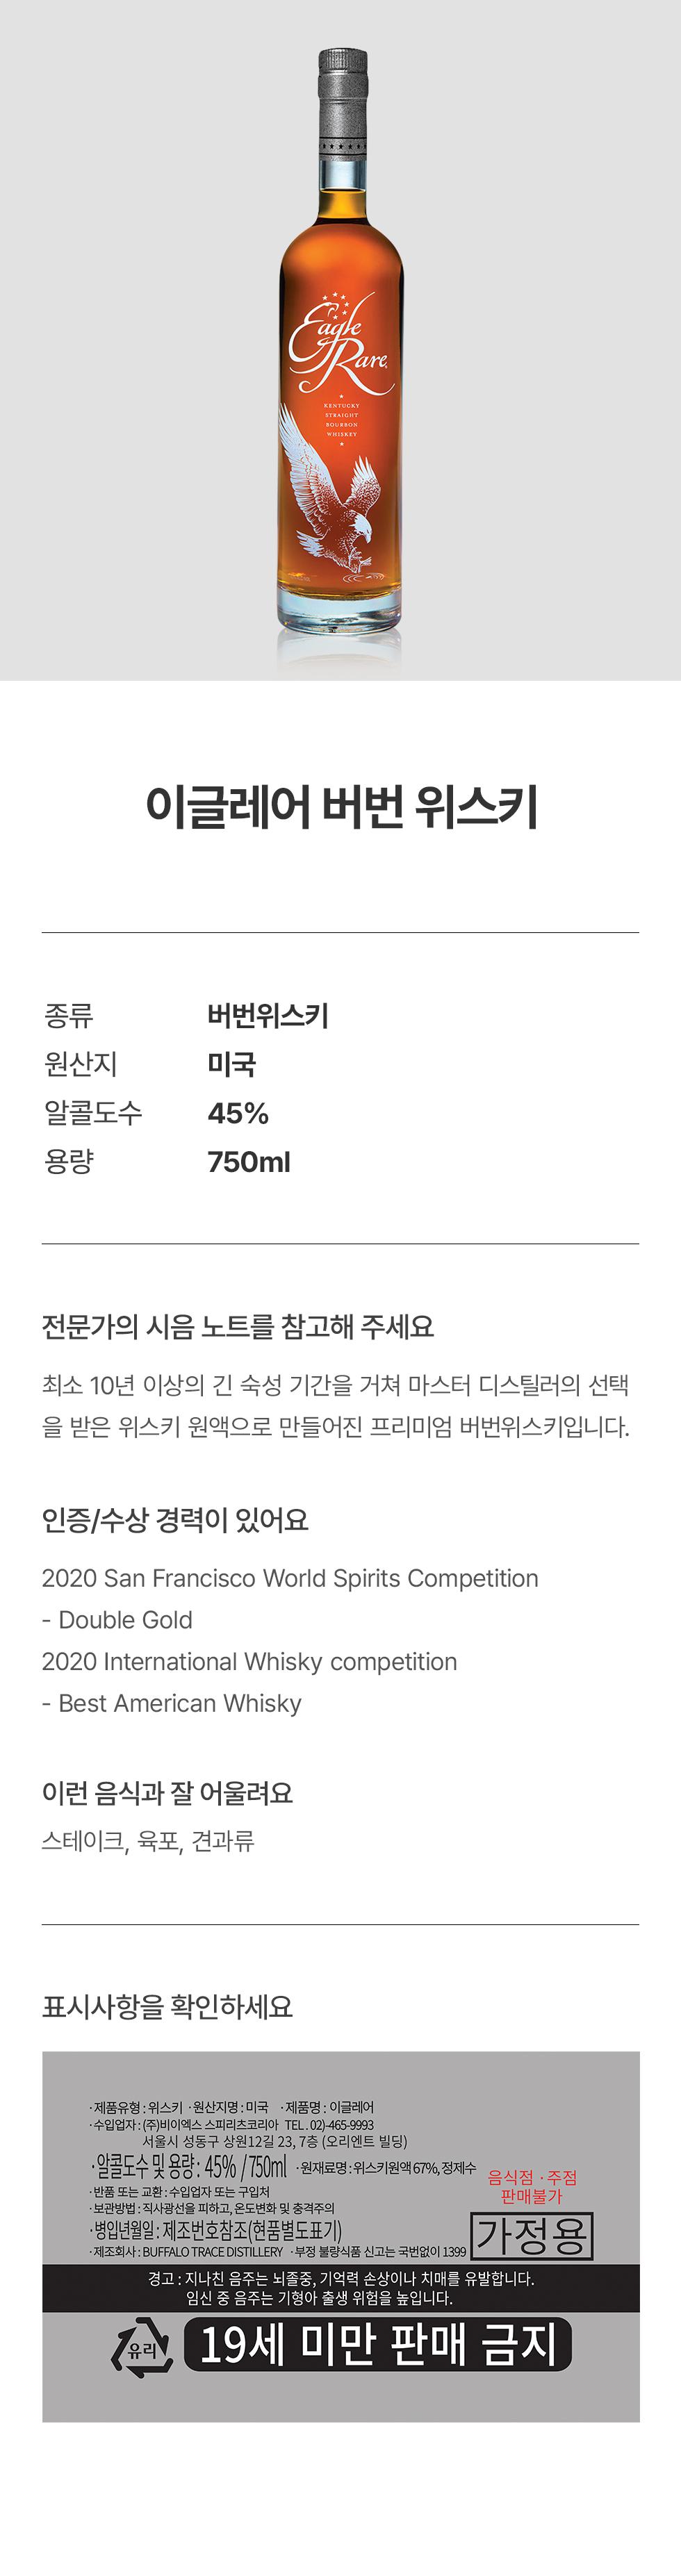 Eagle
Rare
KENTUCKY
STRAIGHT
BOURBON
WHISKEY
이글레어 버번 위스키
종류 버번위스키
원산지 미국
알콜도수 45%
용량 750ml
전문가의 시음 노트를 참고해 주세요
최소 10년 이상의 긴 숙성 기간을 거쳐 마스터 디스틸러의 선택
을 받은 위스키 원액으로 만들어진 프리미엄 버번위스키입니다.
인증/수상 경력이 있어요
2020 San Francisco World Spirits Competition
- Double Gold
2020 International Whisky competition
- Best American Whisky
이런 음식과 잘 어울려요
스테이크, 육포, 견과류
표시사항을 확인하세요
·제품유형 : 위스키 ·원산지명 : 미국 ·제품명 : 이글레어
·수입업자 : (주)비이엑스 스피리츠코리아 TEL . 02)-465-9993
서울시 성동구 상원12길 23, 7층 (오리엔트 빌딩)
·알콜도수 및 용량 : 45% / 750ml ·원재료명 : 위스키원액 67%, 정제수
음식점 · 주점
판매불가
·반품 또는 교환 : 수입업자 또는 구입처
·보관방법 : 직사광선을 피하고, 온도변화 및 충격주의
·병입년월일 : 제조번호참조(현품별도표기)
가정용
·제조회사 : BUFFALO TRACE DISTILLERY ·부정 불량식품 신고는 국번없이 1399
경고 : 지나친 음주는 뇌졸중, 기억력 손상이나 치매를 유발합니다.
임신 중 음주는 기형아 출생 위험을 높입니다.
유리
19세 미만 판매 금지